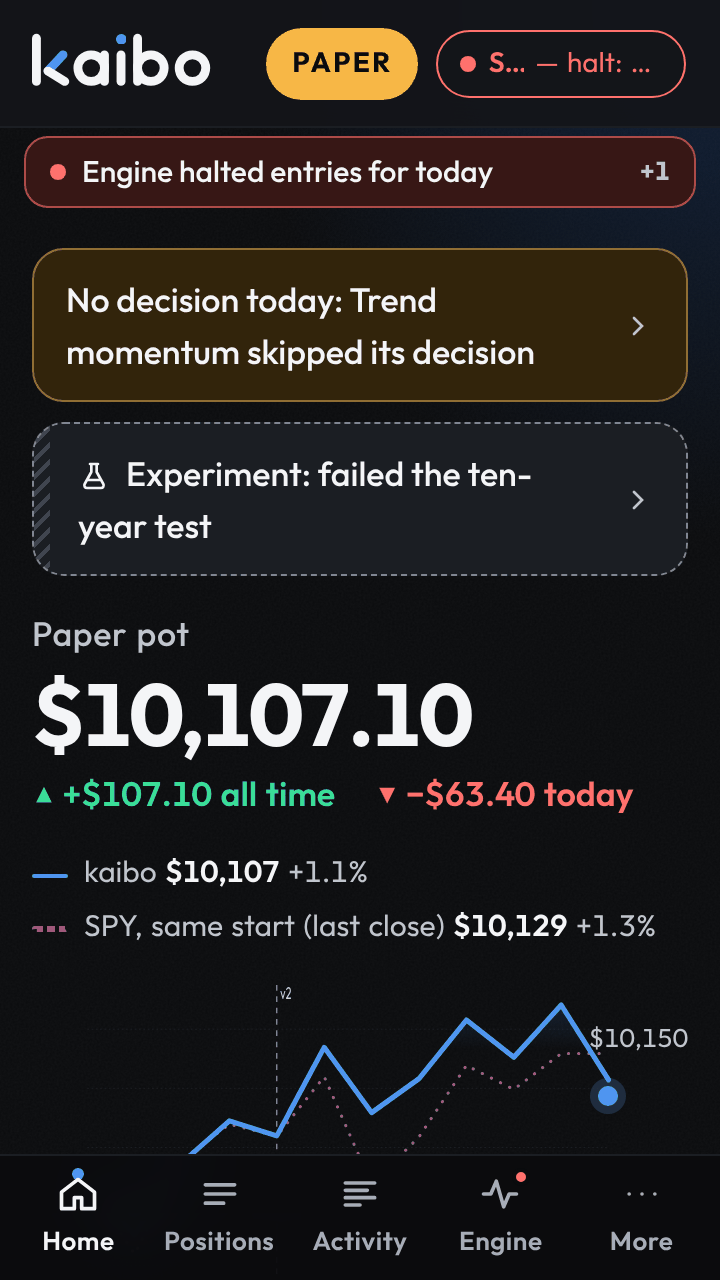 kaibo
PAPER
S... — halt: ...
Engine halted entries for today +1
No decision today: Trend
momentum skipped its decision
Experiment: failed the ten-
year test
Paper pot
$10,107.10
▲ +$107.10 all time ▼ −$63.40 today
kaibo $10,107 +1.1%
SPY, same start (last close) $10,129 +1.3%
v2
$10,150
Home Positions Activity Engine More